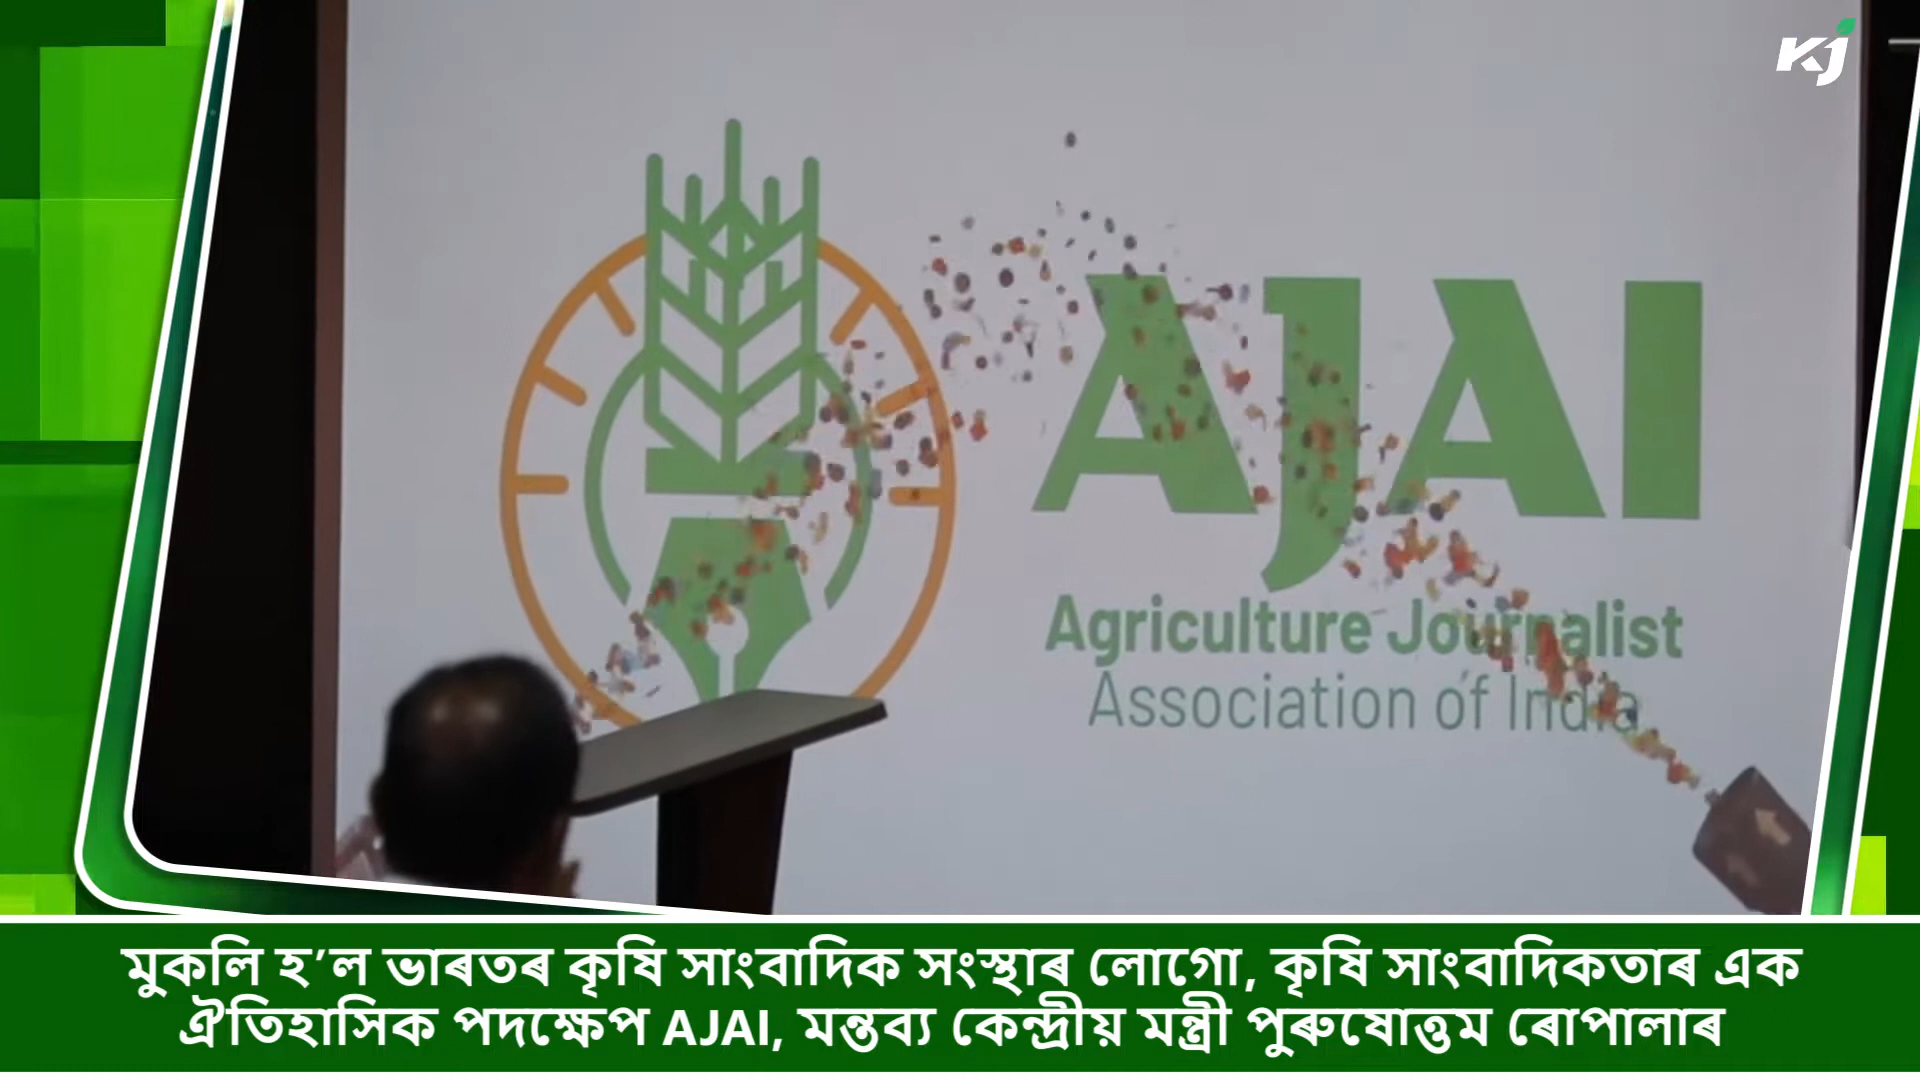 KJ
AJAI
Agriculture Journalist
Association of India
মুকলি হ’ল ভাৰতৰ কৃষি সাংবাদিক সংস্থাৰ লোগো, কৃষি সাংবাদিকতাৰ এক
ঐতিহাসিক পদক্ষেপ AJAI, মন্তব্য কেন্দ্ৰীয় মন্ত্ৰী পুৰুষোত্তম ৰোপালাৰ